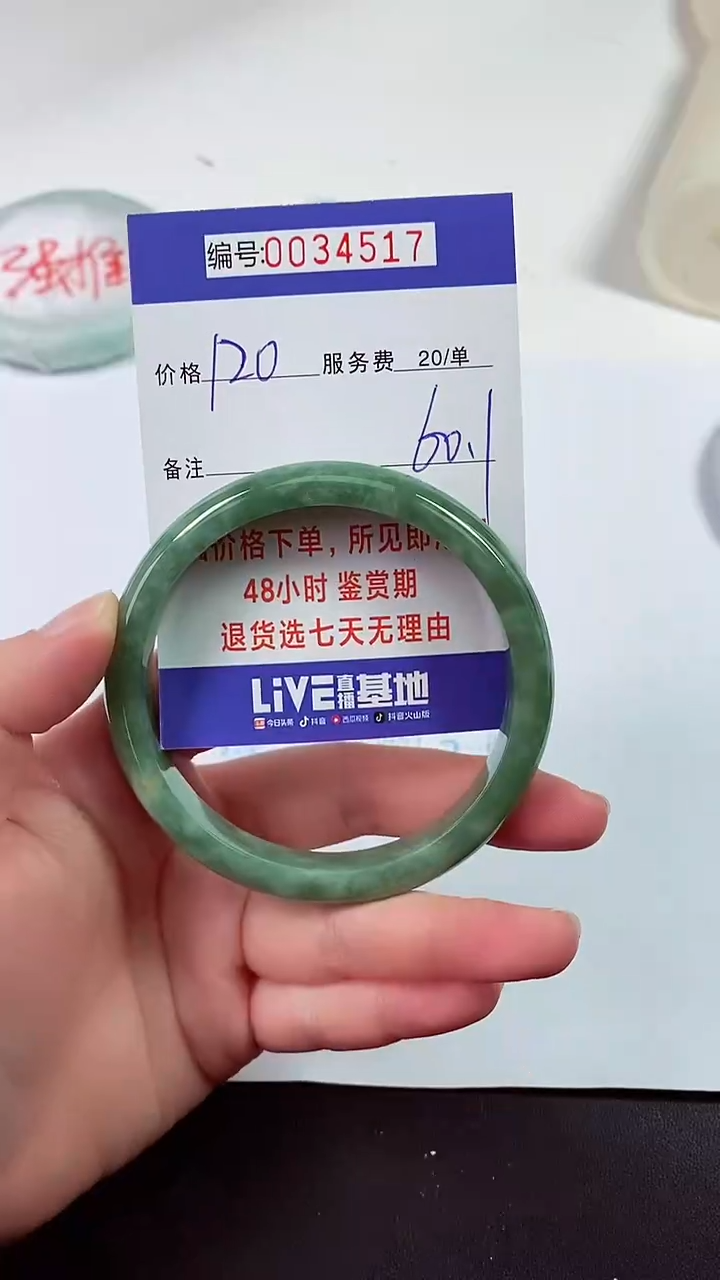 强推
编号:0034517
价格 120 服务费 20/单
备注 60.1
价格下单，所见即
48小时 鉴赏期
退货选七天无理由
LiVE直播基地
今日头条 抖音 西瓜视频 抖音火山版